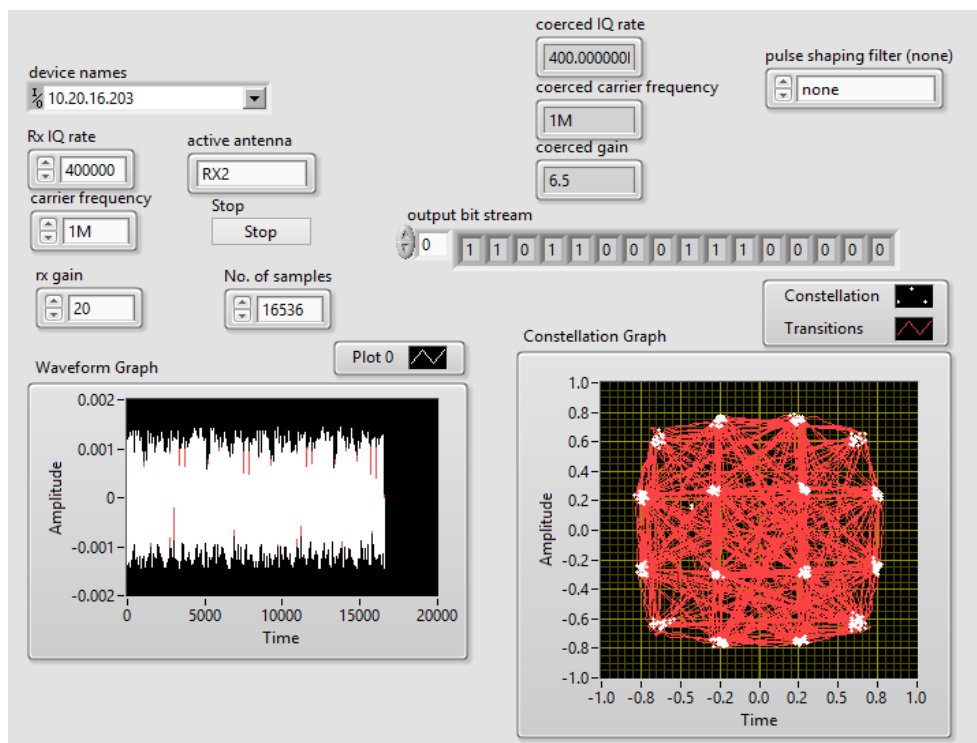 coerced IQ rate
400.000000
pulse shaping filter (none)
none
device names
10.20.16.203
coerced carrier frequency
1M
Rx IQ rate
400000
active antenna
RX2
coerced gain
6.5
carrier frequency
1M
Stop
Stop
output bit stream
0 1 1 0 1 1 0 0 0 1 1 1 0 0 0 0 0
rx gain
20
No. of samples
16536
Constellation
Transitions
Plot 0
Waveform Graph
Constellation Graph
0.002
0.001
0
-0.001
-0.002
Amplitude
0 5000 10000 15000 20000
Time
1.0
0.8
0.6
0.4
0.2
0.0
-0.2
-0.4
-0.6
-0.8
-1.0
Amplitude
-1.0 -0.8 -0.5 -0.2 0.0 0.2 0.4 0.6 0.8 1.0
Time